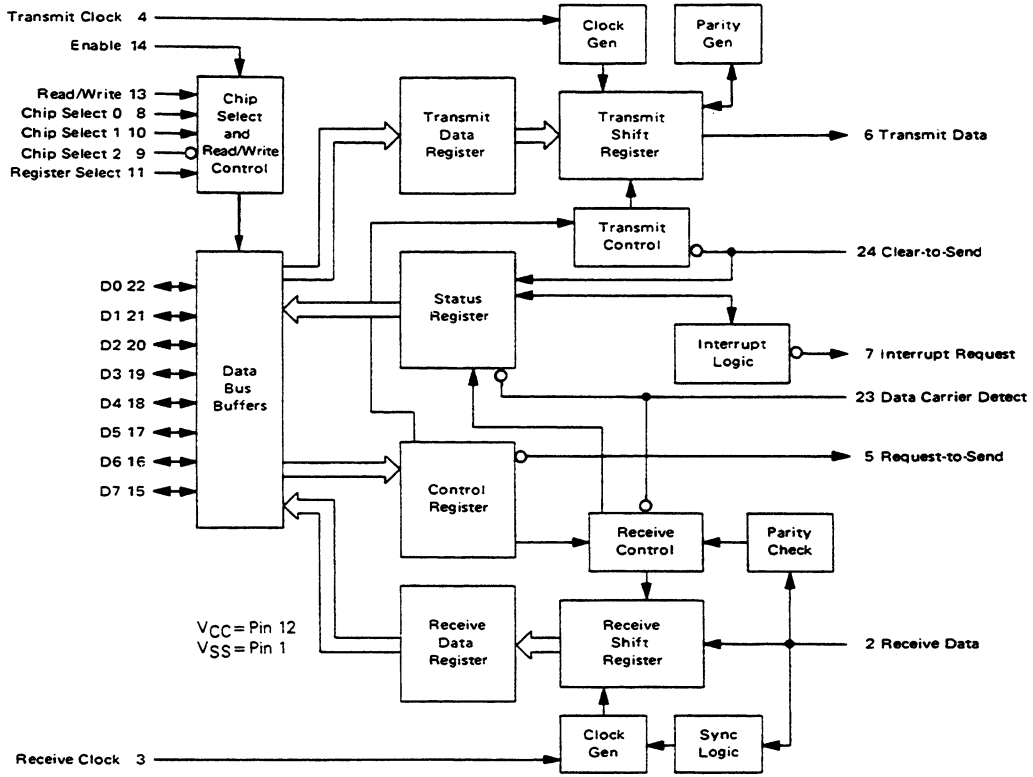 Transmit Clock 4
Clock
Gen
Parity
Gen
Enable 14
Read/Write 13
Chip Select 0 8
Chip Select 1 10
Chip Select 2 9
Register Select 11
Chip
Select
and
Read/Write
Control
Transmit
Data
Register
Transmit
Shift
Register
6 Transmit Data
Transmit
Control
24 Clear-to-Send
D0 22
D1 21
D2 20
D3 19
D4 18
D5 17
D6 16
D7 15
Data
Bus
Buffers
Status
Register
Interrupt
Logic
7 Interrupt Request
23 Data Carrier Detect
5 Request-to-Send
Control
Register
Receive
Control
Parity
Check
VCC= Pin 12
VSS= Pin 1
Receive
Data
Register
Receive
Shift
Register
2 Receive Data
Clock
Gen
Sync
Logic
Receive Clock 3